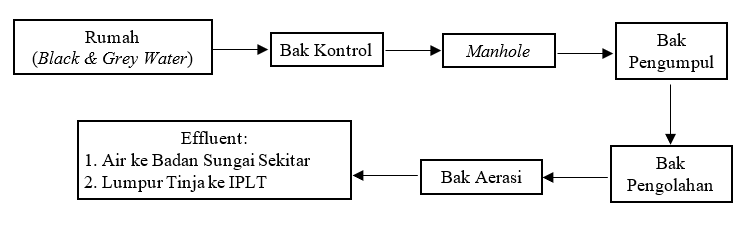 Rumah
(Black & Grey Water)
Bak Kontrol
Manhole
Bak
Pengumpul
Bak
Pengolahan
Bak Aerasi
Effluent:
1. Air ke Badan Sungai Sekitar
2. Lumpur Tinja ke IPLT